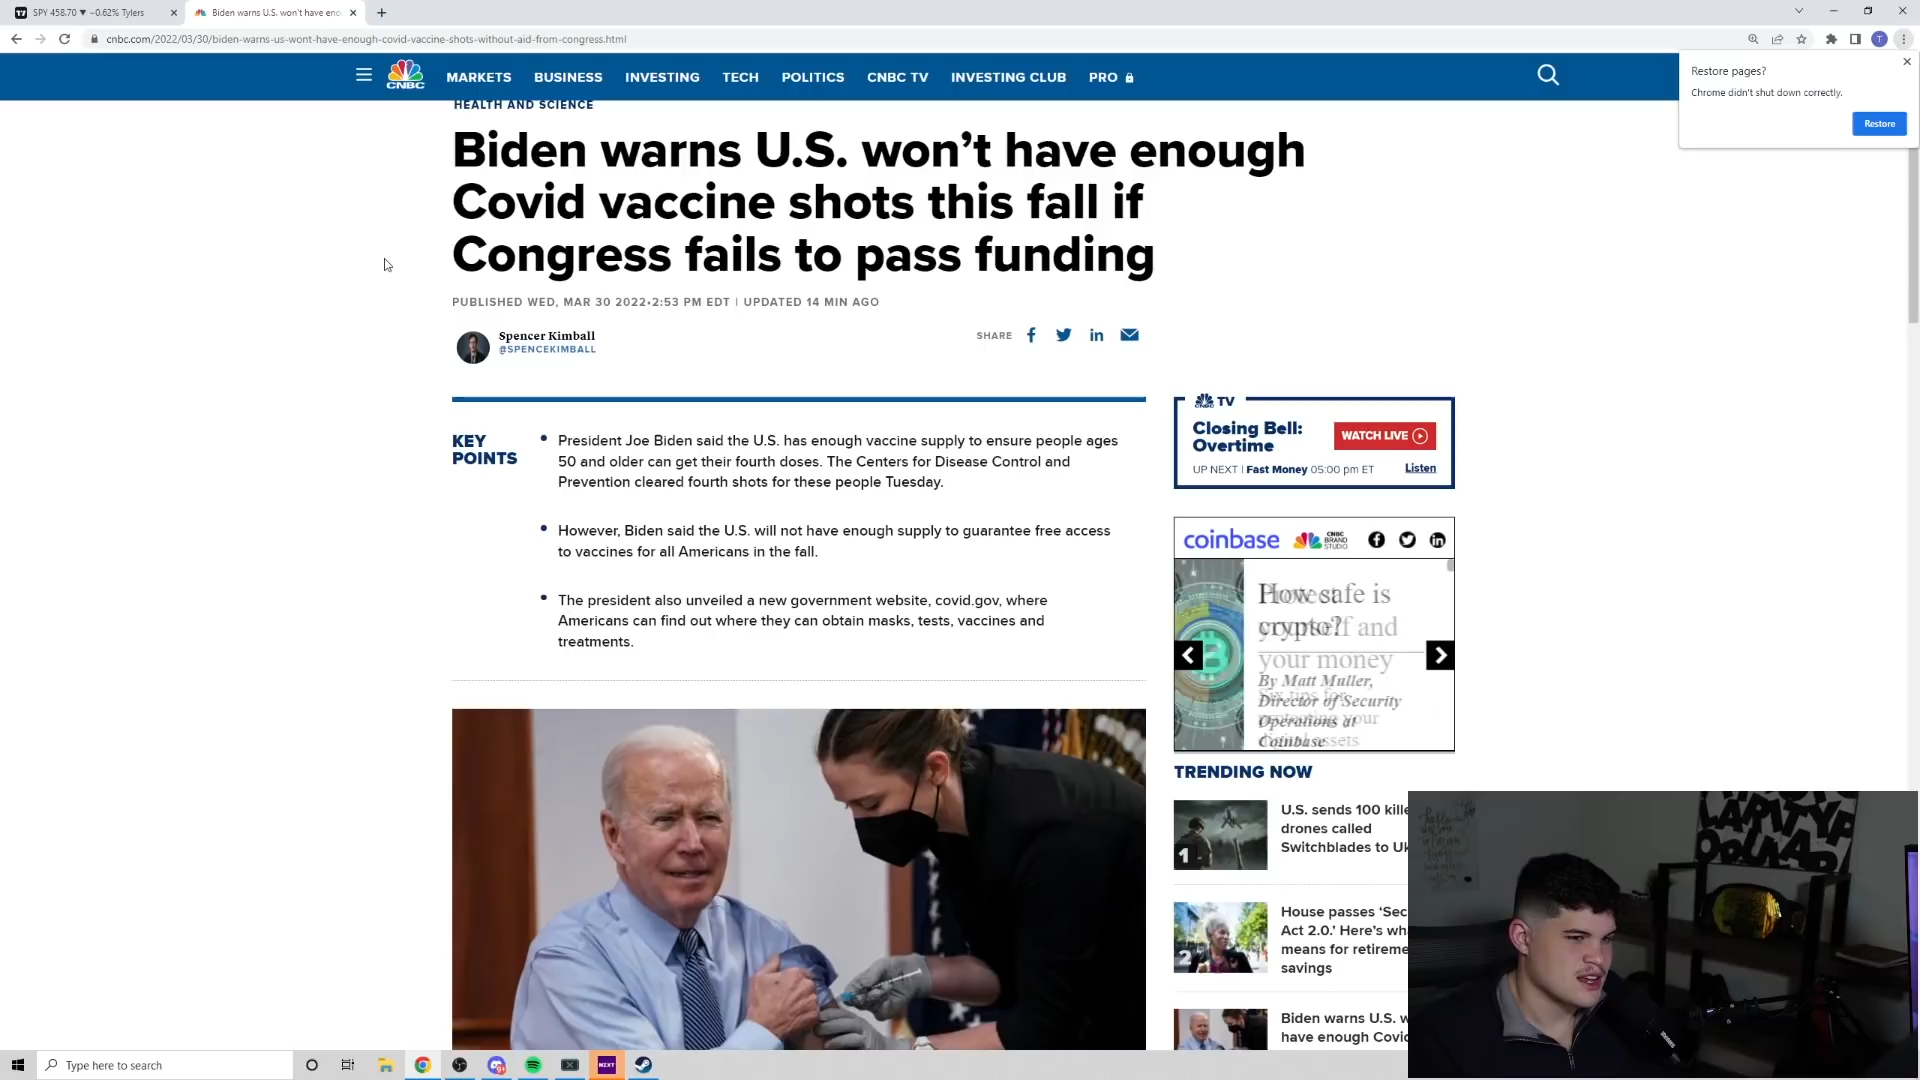 SPY 458.70 ▼ −0.62% Tylers
Biden warns U.S. won't have eno
cnbc.com/2022/03/30/biden-warns-us-wont-have-enough-covid-vaccine-shots-without-aid-from-congress.html
T
Restore pages?
Chrome didn't shut down correctly.
Restore
CNBC
MARKETS BUSINESS INVESTING TECH POLITICS CNBC TV INVESTING CLUB PRO
HEALTH AND SCIENCE
Biden warns U.S. won’t have enough
Covid vaccine shots this fall if
Congress fails to pass funding
PUBLISHED WED, MAR 30 2022•2:53 PM EDT | UPDATED 14 MIN AGO
Spencer Kimball
@SPENCEKIMBALL
SHARE
KEY
POINTS
President Joe Biden said the U.S. has enough vaccine supply to ensure people ages
50 and older can get their fourth doses. The Centers for Disease Control and
Prevention cleared fourth shots for these people Tuesday.
However, Biden said the U.S. will not have enough supply to guarantee free access
to vaccines for all Americans in the fall.
The president also unveiled a new government website, covid.gov, where
Americans can find out where they can obtain masks, tests, vaccines and
treatments.
CNBC TV
Closing Bell:
Overtime
WATCH LIVE
UP NEXT | Fast Money 05:00 pm ET
Listen
coinbase CNBC BRAND STUDIO
How safe is
crypto?
yourself and
your money
By Matt Muller,
Director of Security
Operations at
Coinbase
TRENDING NOW
1
U.S. sends 100 kille
drones called
Switchblades to Uk
2
House passes ‘Sec
Act 2.0.’ Here’s wh
means for retireme
savings
Biden warns U.S. w
have enough Covid
Type here to search
NZXT